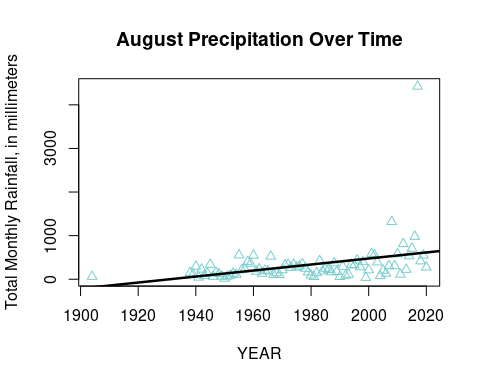 August Precipitation Over Time
Total Monthly Rainfall, in millimeters
3000
1000
0
1900 1920 1940 1960 1980 2000 2020
YEAR